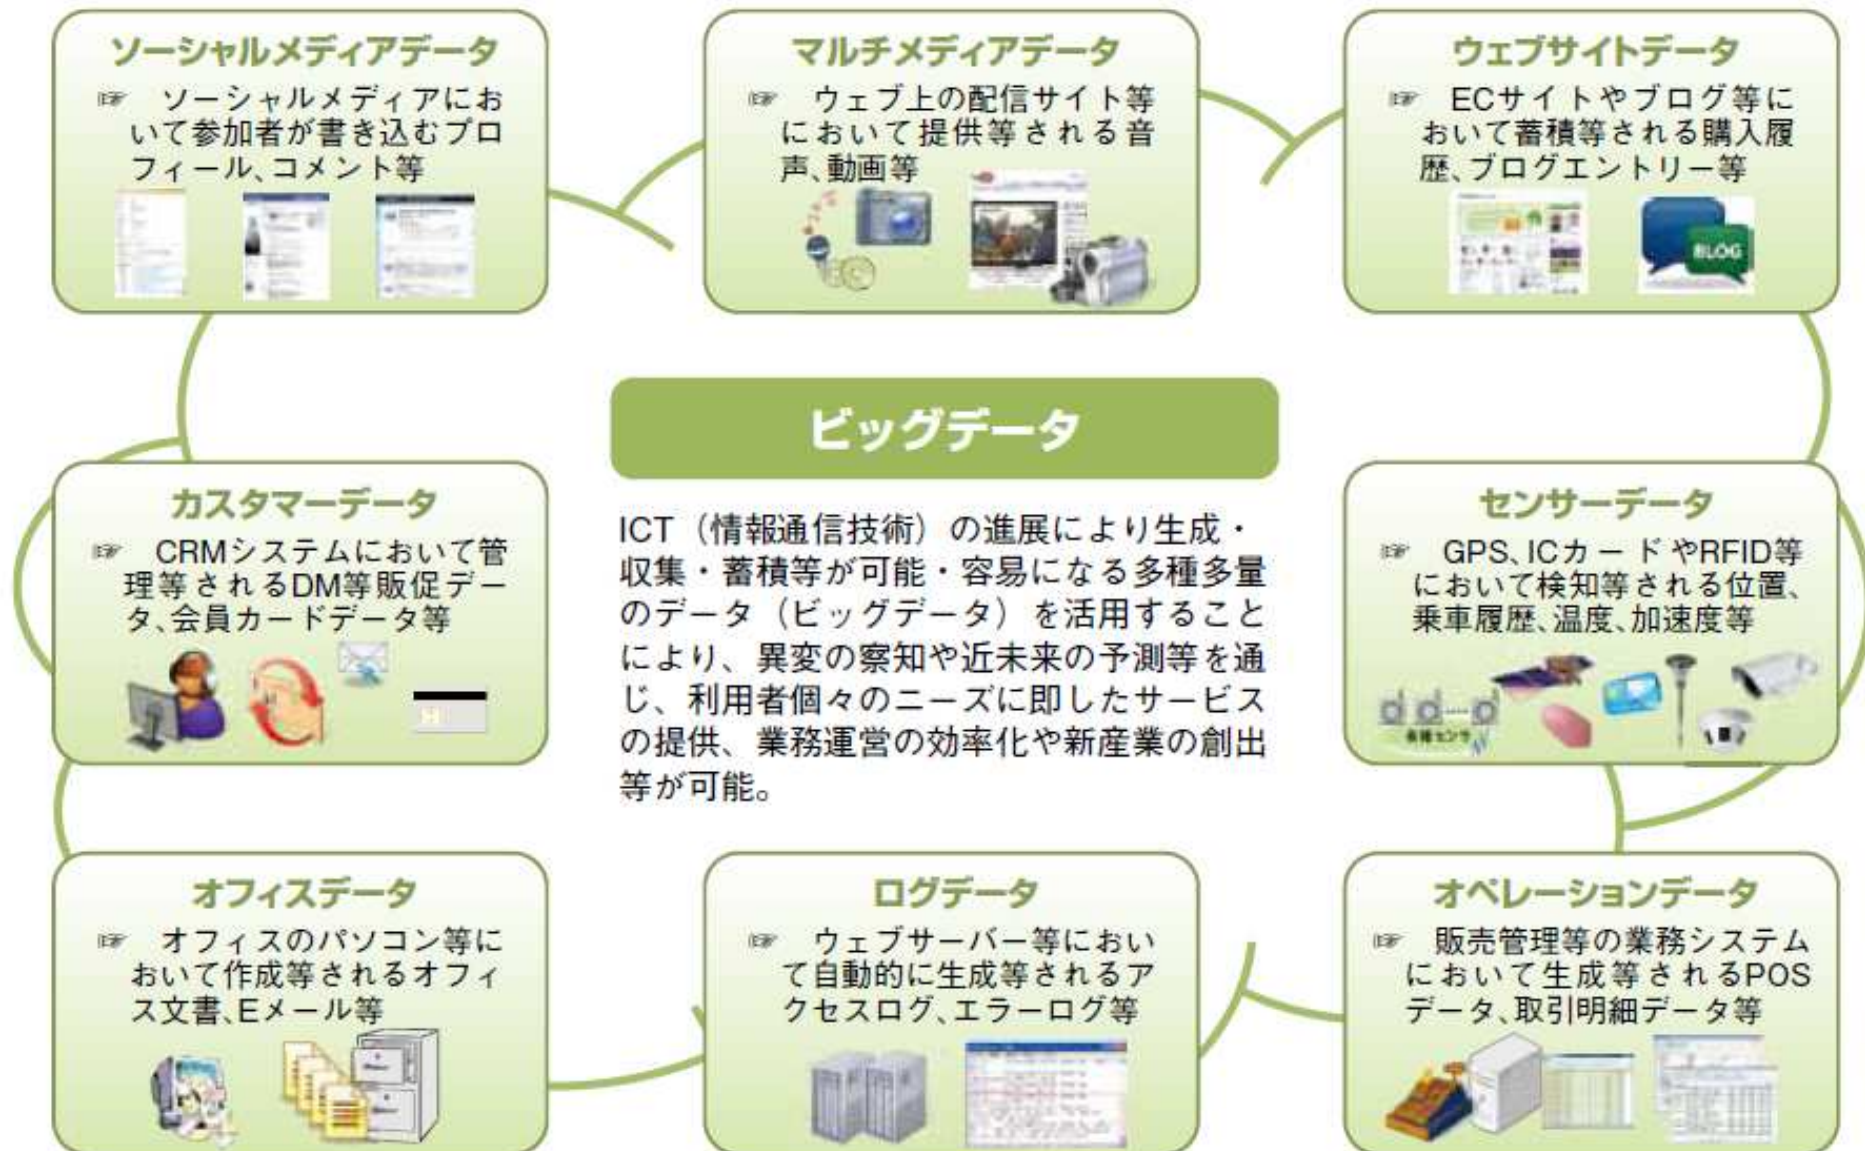 ソーシャルメディアデータ
☞ ソーシャルメディアにお
いて参加者が書き込むプロ
フィール、コメント等
マルチメディアデータ
☞ ウェブ上の配信サイト等
において提供等される音
声、動画等
ウェブサイトデータ
☞ ECサイトやブログ等に
おいて蓄積等される購入履
歴、ブログエントリー等
BLOG
ビッグデータ
ICT（情報通信技術）の進展により生成・
収集・蓄積等が可能・容易になる多種多量
のデータ（ビッグデータ）を活用すること
により、異変の察知や近未来の予測等を通
じ、利用者個々のニーズに即したサービス
の提供、業務運営の効率化や新産業の創出
等が可能。
カスタマーデータ
☞ CRMシステムにおいて管
理等されるDM等販促デー
タ、会員カードデータ等
センサーデータ
☞ GPS、ICカードやRFID等
において検知等される位置、
乗車履歴、温度、加速度等
各種センサ
オフィスデータ
☞ オフィスのパソコン等に
おいて作成等されるオフィ
ス文書、Eメール等
ログデータ
☞ ウェブサーバー等におい
て自動的に生成等されるア
クセスログ、エラーログ等
オペレーションデータ
☞ 販売管理等の業務システム
において生成等されるPOS
データ、取引明細データ等